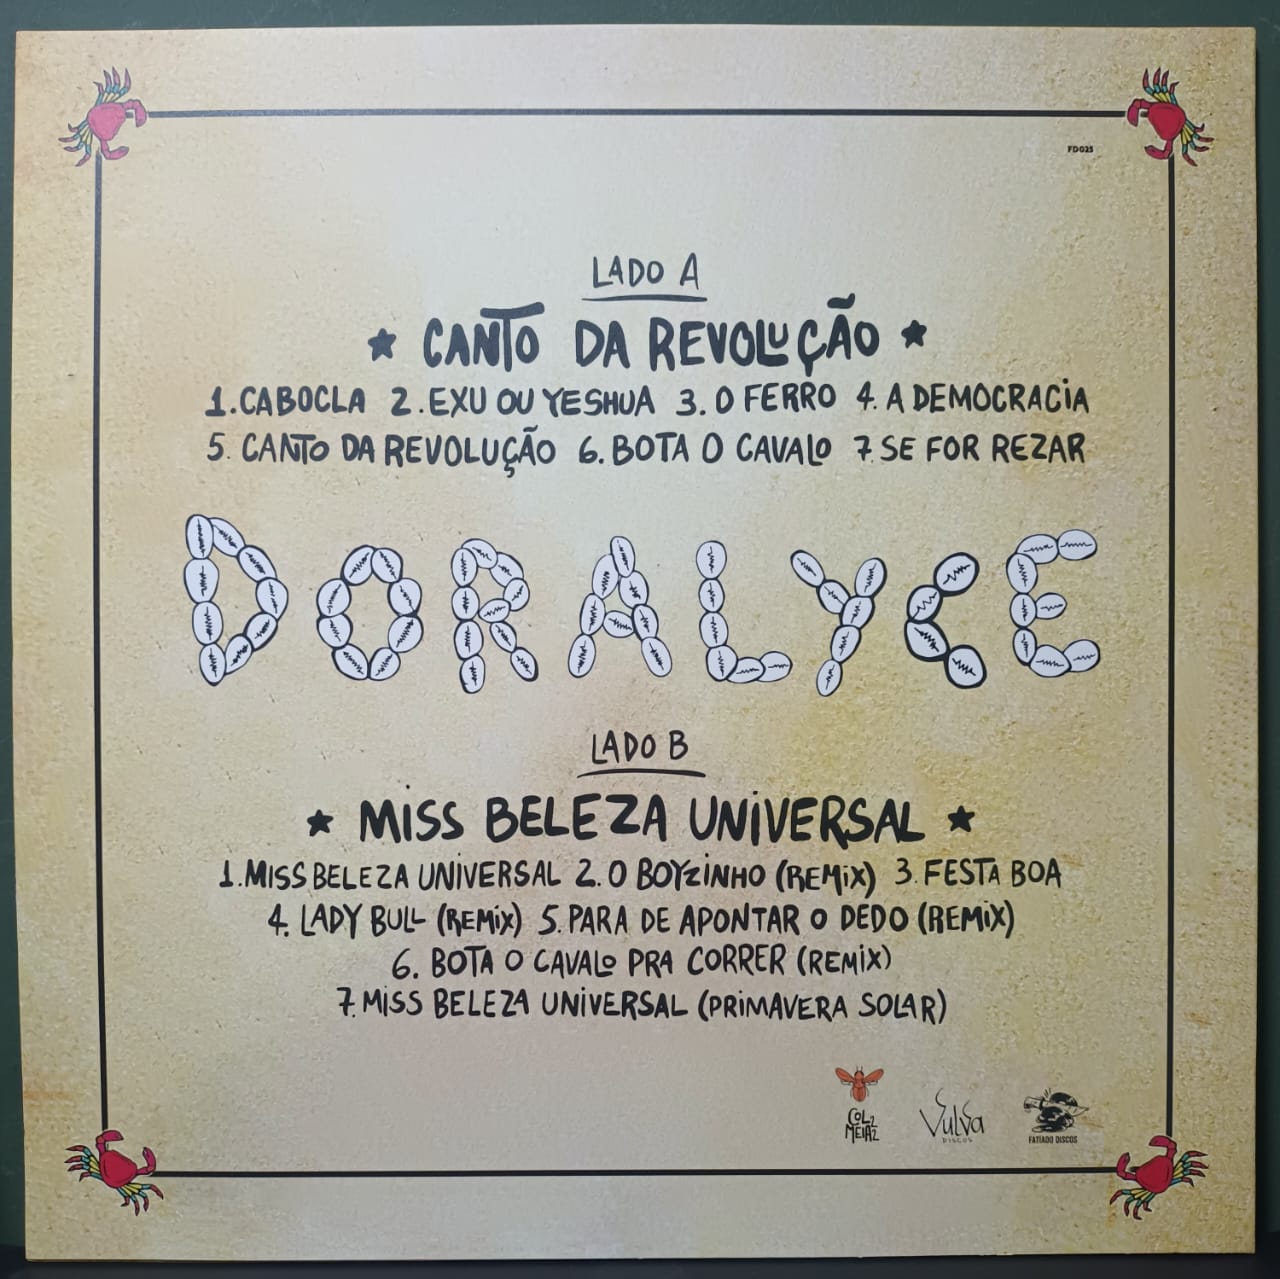 FD025
LADO A
★ CANTO DA REVOLUÇÃO ★
1. CABOCLA 2. EXU OU YESHUA 3. O FERRO 4. A DEMOCRACIA
5. CANTO DA REVOLUÇÃO 6. BOTA O CAVALO 7. SE FOR REZAR
DORALYCE
LADO B
★ MISS BELEZA UNIVERSAL ★
1. MISS BELEZA UNIVERSAL 2. O BOYZINHO (REMIX) 3. FESTA BOA
4. LADY BULL (REMIX) 5. PARA DE APONTAR O DEDO (REMIX)
6. BOTA O CAVALO PRA CORRER (REMIX)
7. MISS BELEZA UNIVERSAL (PRIMAVERA SOLAR)
COL22
MEIA22
Vulva
DISCOS
FATIADO DISCOS